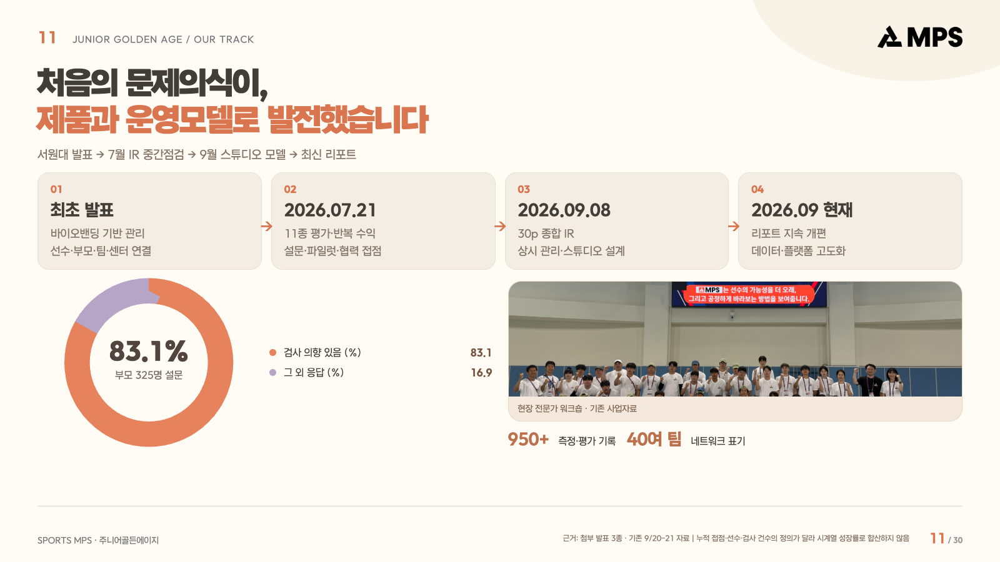 11 JUNIOR GOLDEN AGE / OUR TRACK
MPS
처음의 문제의식이,
제품과 운영모델로 발전했습니다
서원대 발표 → 7월 IR 중간점검 → 9월 스튜디오 모델 → 최신 리포트
01
최초 발표
바이오밴딩 기반 관리
선수·부모·팀·센터 연결
→
02
2026.07.21
11종 평가·반복 수익
설문·파일럿·협력 접점
→
03
2026.09.08
30p 종합 IR
상시 관리·스튜디오 설계
→
04
2026.09 현재
리포트 지속 개편
데이터·플랫폼 고도화
83.1%
부모 325명 설문
검사 의향 있음 (%) 83.1
그 외 응답 (%) 16.9
MPS는 선수의 가능성을 더 오래,
그리고 공정하게 바라보는 방법을 보여줍니다.
현장 전문가 워크숍 · 기존 사업자료
950+ 측정·평가 기록 40여 팀 네트워크 표기
SPORTS MPS · 주니어골든에이지
근거: 첨부 발표 3종 · 기존 9/20-21 자료 | 누적 접점·선수·검사 건수의 정의가 달라 시계열 성장률로 합산하지 않음
11 / 30